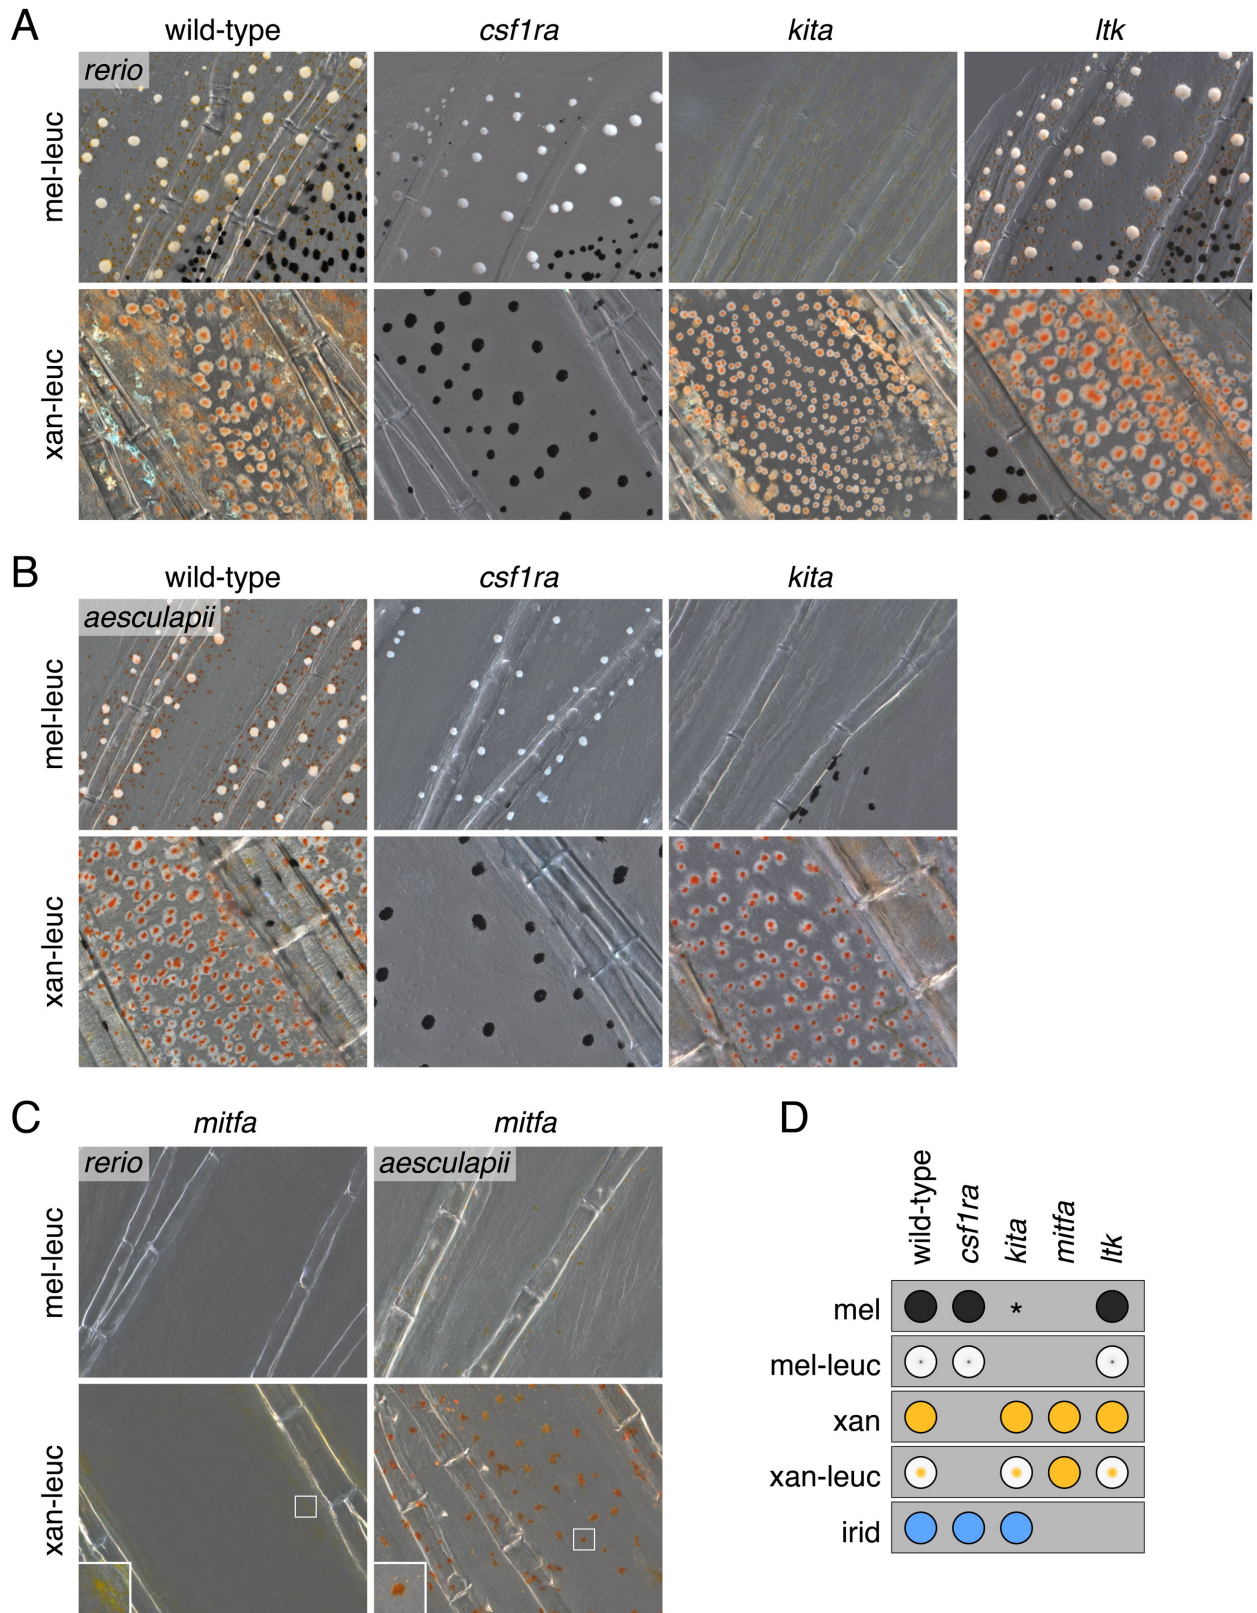 A
wild-type csf1ra kita ltk
rerio
mel-leuc
xan-leuc
B
wild-type csf1ra kita
aesculapii
mel-leuc
xan-leuc
C
mitfa mitfa
rerio aesculapii
mel-leuc
xan-leuc
D
wild-type csf1ra kita mitfa ltk
mel *
mel-leuc
xan
xan-leuc
irid